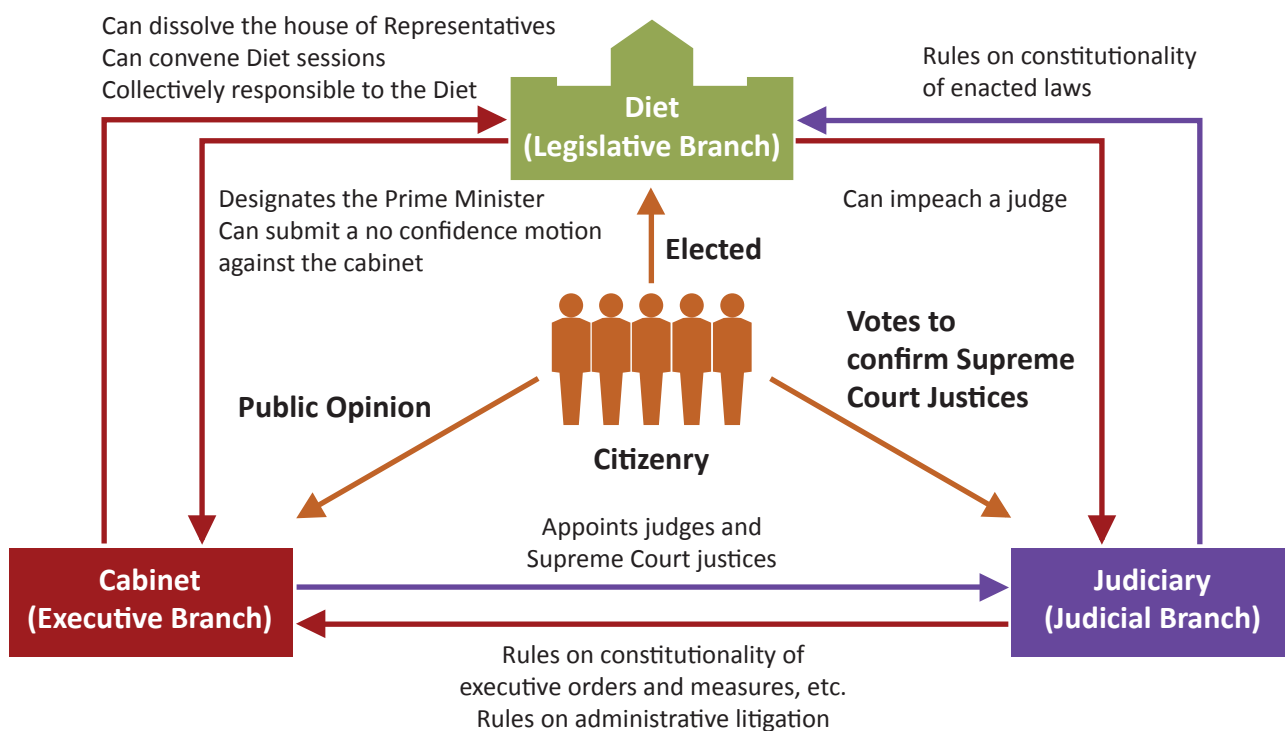 Can dissolve the house of Representatives
Can convene Diet sessions
Collectively responsible to the Diet
Diet
(Legislative Branch)
Rules on constitutionality
of enacted laws
Designates the Prime Minister
Can submit a no confidence motion
against the cabinet
Elected
Can impeach a judge
Public Opinion
Votes to
confirm Supreme
Court Justices
Citizenry
Appoints judges and
Supreme Court justices
Cabinet
(Executive Branch)
Judiciary
(Judicial Branch)
Rules on constitutionality of
executive orders and measures, etc.
Rules on administrative litigation